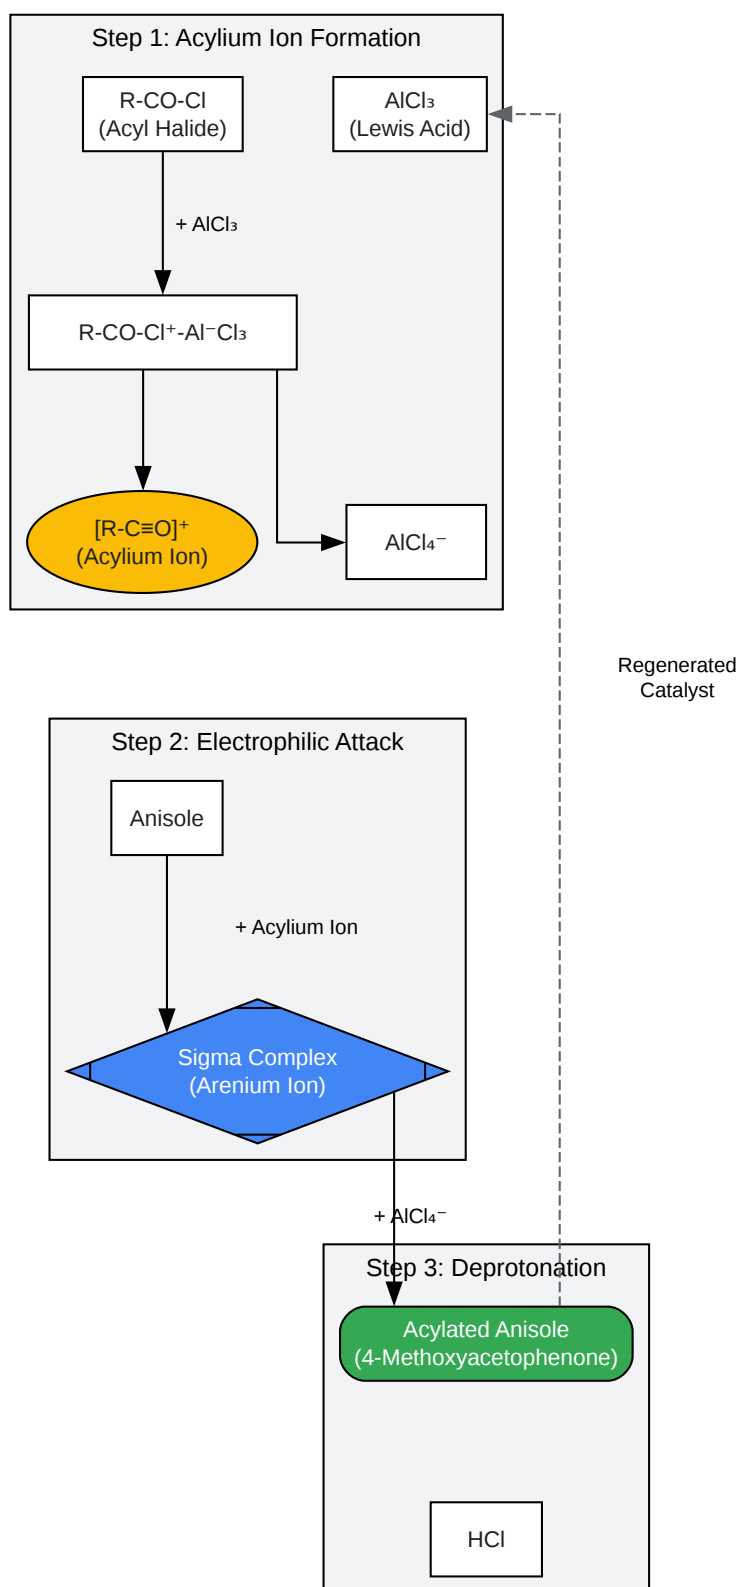 Step 1: Acylium Ion Formation
R-CO-Cl
(Acyl Halide)
AlCl₃
(Lewis Acid)
+ AlCl₃
R-CO-Cl⁺-Al⁻Cl₃
[R-C≡O]⁺
(Acylium Ion)
AlCl₄⁻
Regenerated
Catalyst
Step 2: Electrophilic Attack
Anisole
+ Acylium Ion
Sigma Complex
(Arenium Ion)
+ AlCl₄⁻
Step 3: Deprotonation
Acylated Anisole
(4-Methoxyacetophenone)
HCl